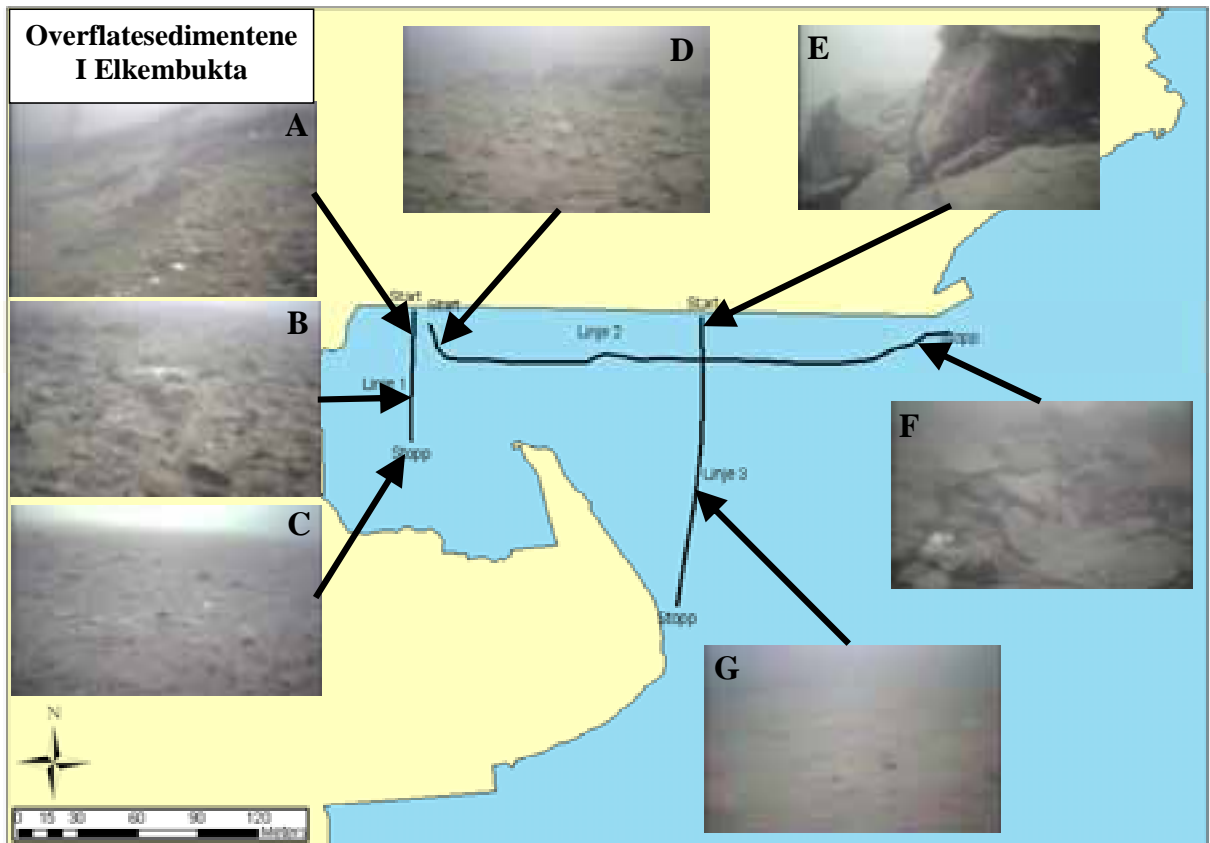 Overflatesedimentene
I Elkembukta
A
D
E
B
C
F
G
Start
Start
Start
Linje 2
Stopp
Linje 1
Stopp
Linje 3
Stopp
N
0 15 30 60 90 120
Meters